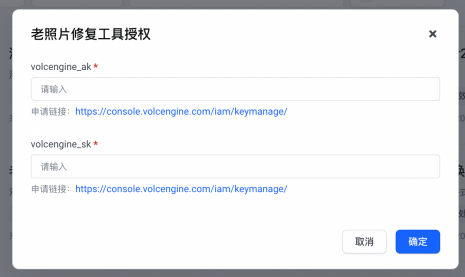 老照片修复工具授权
volcengine_ak *
请输入
申请链接： https://console.volcengine.com/iam/keymanage/
volcengine_sk *
请输入
申请链接： https://console.volcengine.com/iam/keymanage/
取消 确定